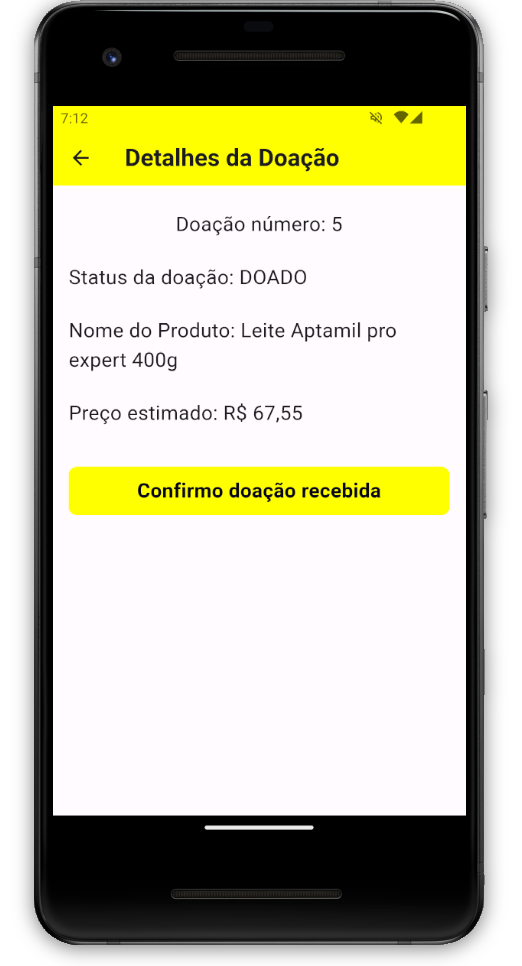 7:12
Detalhes da Doação
Doação número: 5
Status da doação: DOADO
Nome do Produto: Leite Aptamil pro
expert 400g
Preço estimado: R$ 67,55
Confirmo doação recebida